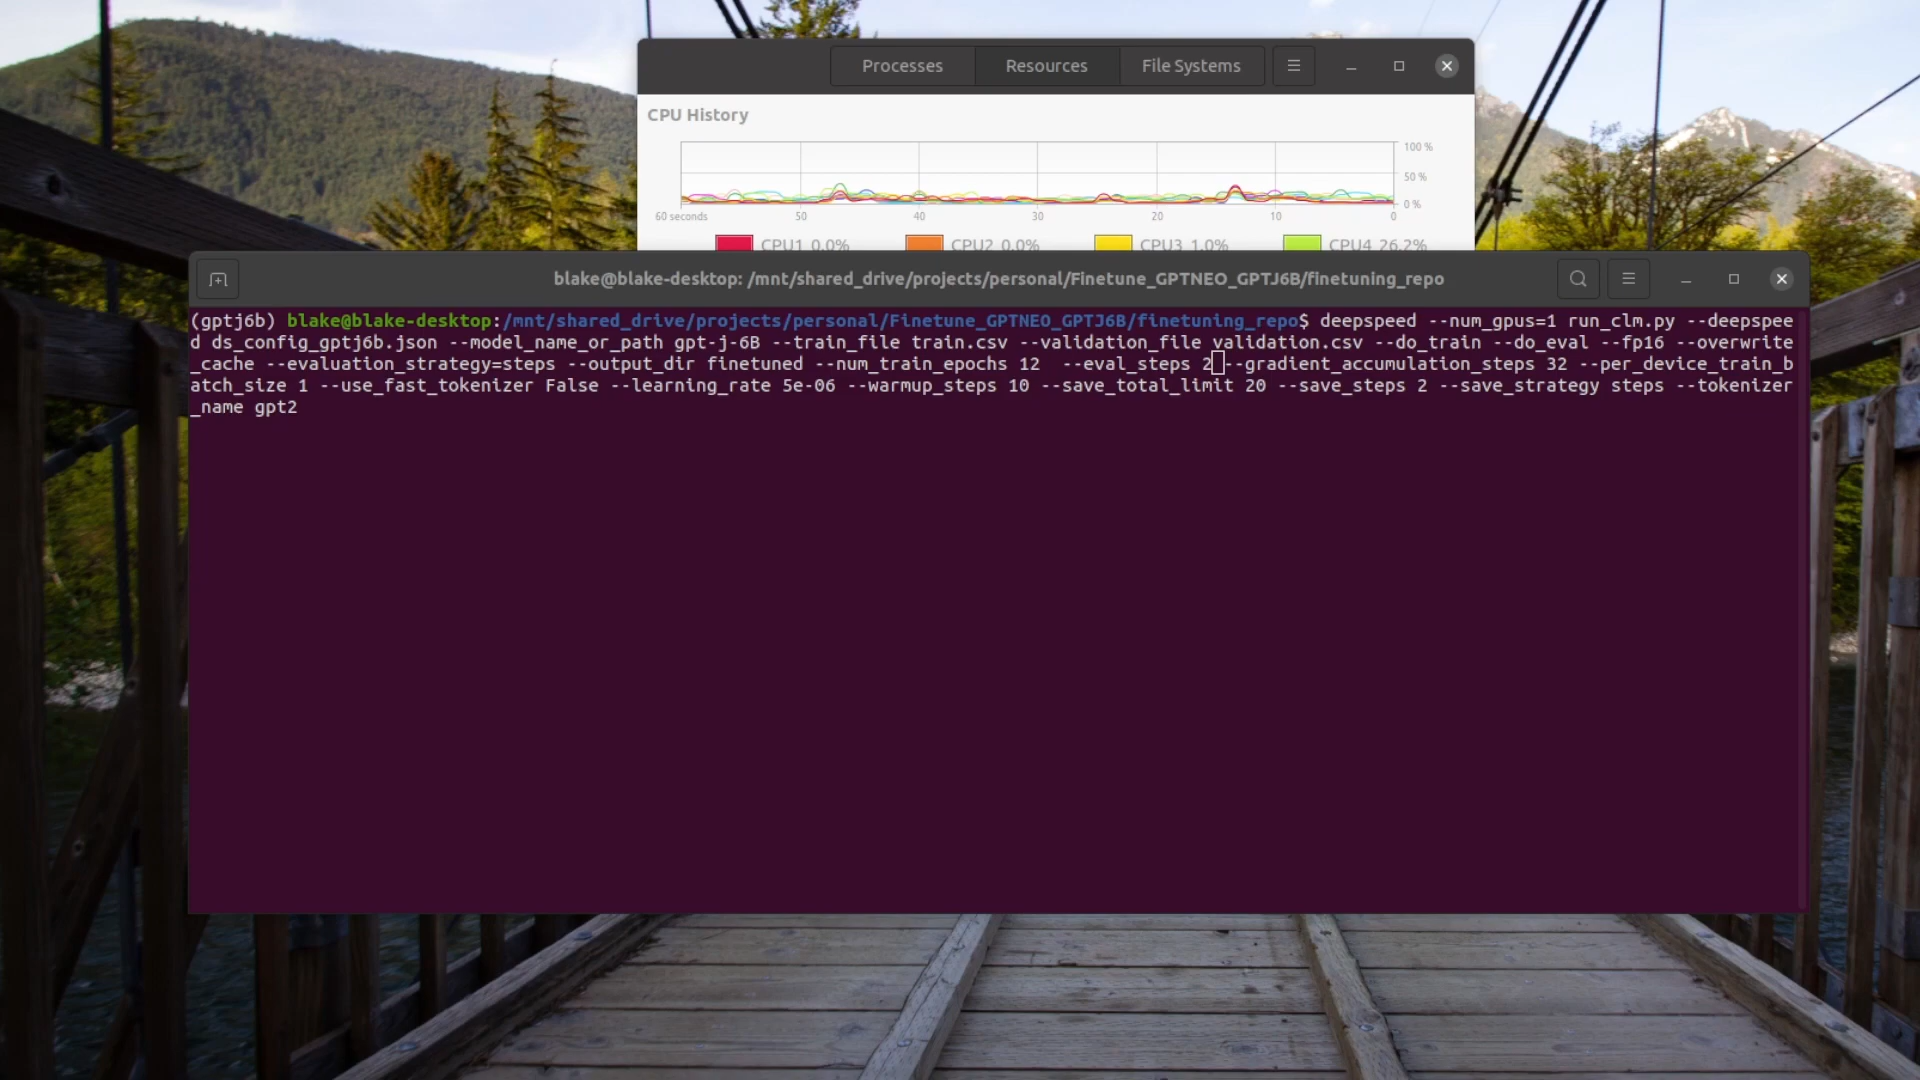 Processes Resources File Systems
CPU History
100 %
50 %
0 %
60 seconds 50 40 30 20 10 0
CPU1 0.0% CPU2 0.0% CPU3 1.0% CPU4 26.2%
blake@blake-desktop: /mnt/shared_drive/projects/personal/Finetune_GPTNEO_GPTJ6B/finetuning_repo
(gptj6b) blake@blake-desktop:/mnt/shared_drive/projects/personal/Finetune_GPTNEO_GPTJ6B/finetuning_repo$ deepspeed --num_gpus=1 run_clm.py --deepspee
d ds_config_gptj6b.json --model_name_or_path gpt-j-6B --train_file train.csv --validation_file validation.csv --do_train --do_eval --fp16 --overwrite
_cache --evaluation_strategy=steps --output_dir finetuned --num_train_epochs 12  --eval_steps 2 --gradient_accumulation_steps 32 --per_device_train_b
atch_size 1 --use_fast_tokenizer False --learning_rate 5e-06 --warmup_steps 10 --save_total_limit 20 --save_steps 2 --save_strategy steps --tokenizer
_name gpt2